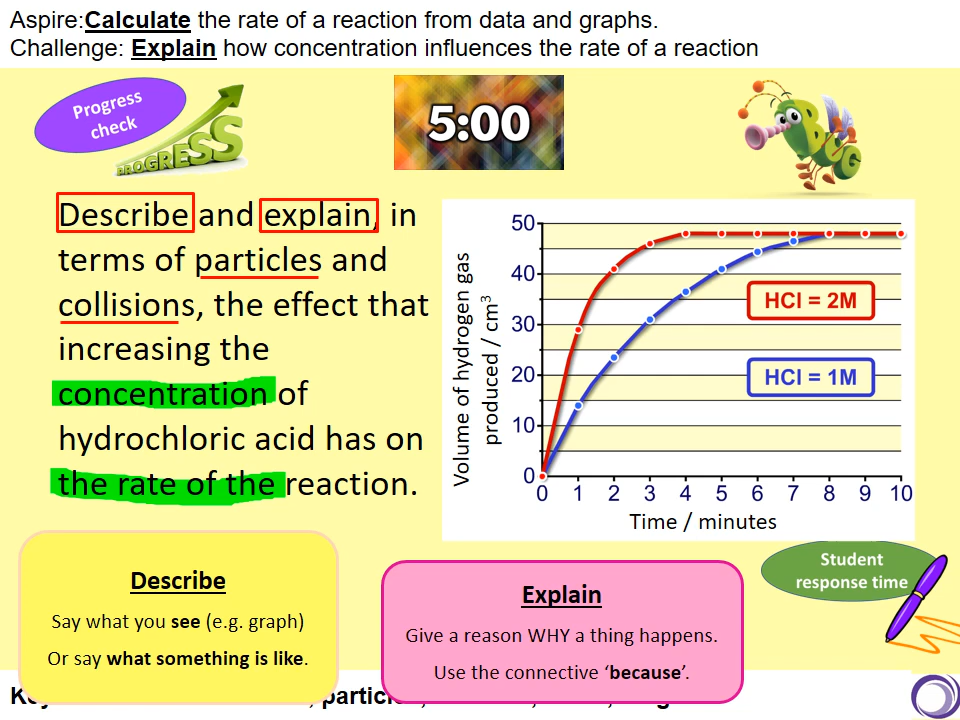 Aspire:Calculate the rate of a reaction from data and graphs.
Challenge: Explain how concentration influences the rate of a reaction
Progress
check
PROGRESS
5:00
BUG
Describe and explain, in
terms of particles and
collisions, the effect that
increasing the
concentration of
hydrochloric acid has on
the rate of the reaction.
Volume of hydrogen gas
produced / cm³
50
40
30
20
10
0
HCl = 2M
HCl = 1M
0 1 2 3 4 5 6 7 8 9 10
Time / minutes
Describe
Say what you see (e.g. graph)
Or say what something is like.
Explain
Give a reason WHY a thing happens.
Use the connective ‘because’.
Student
response time